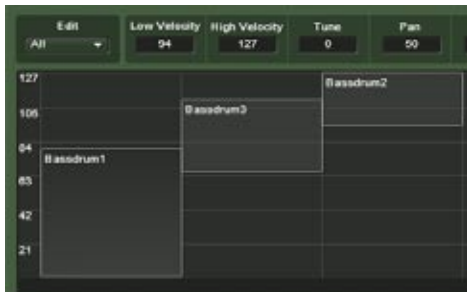 Edit
All
Low Velocity
94
High Velocity
127
Tune
0
Pan
50
127
105
84
63
42
21
Bassdrum1
Bassdrum3
Bassdrum2